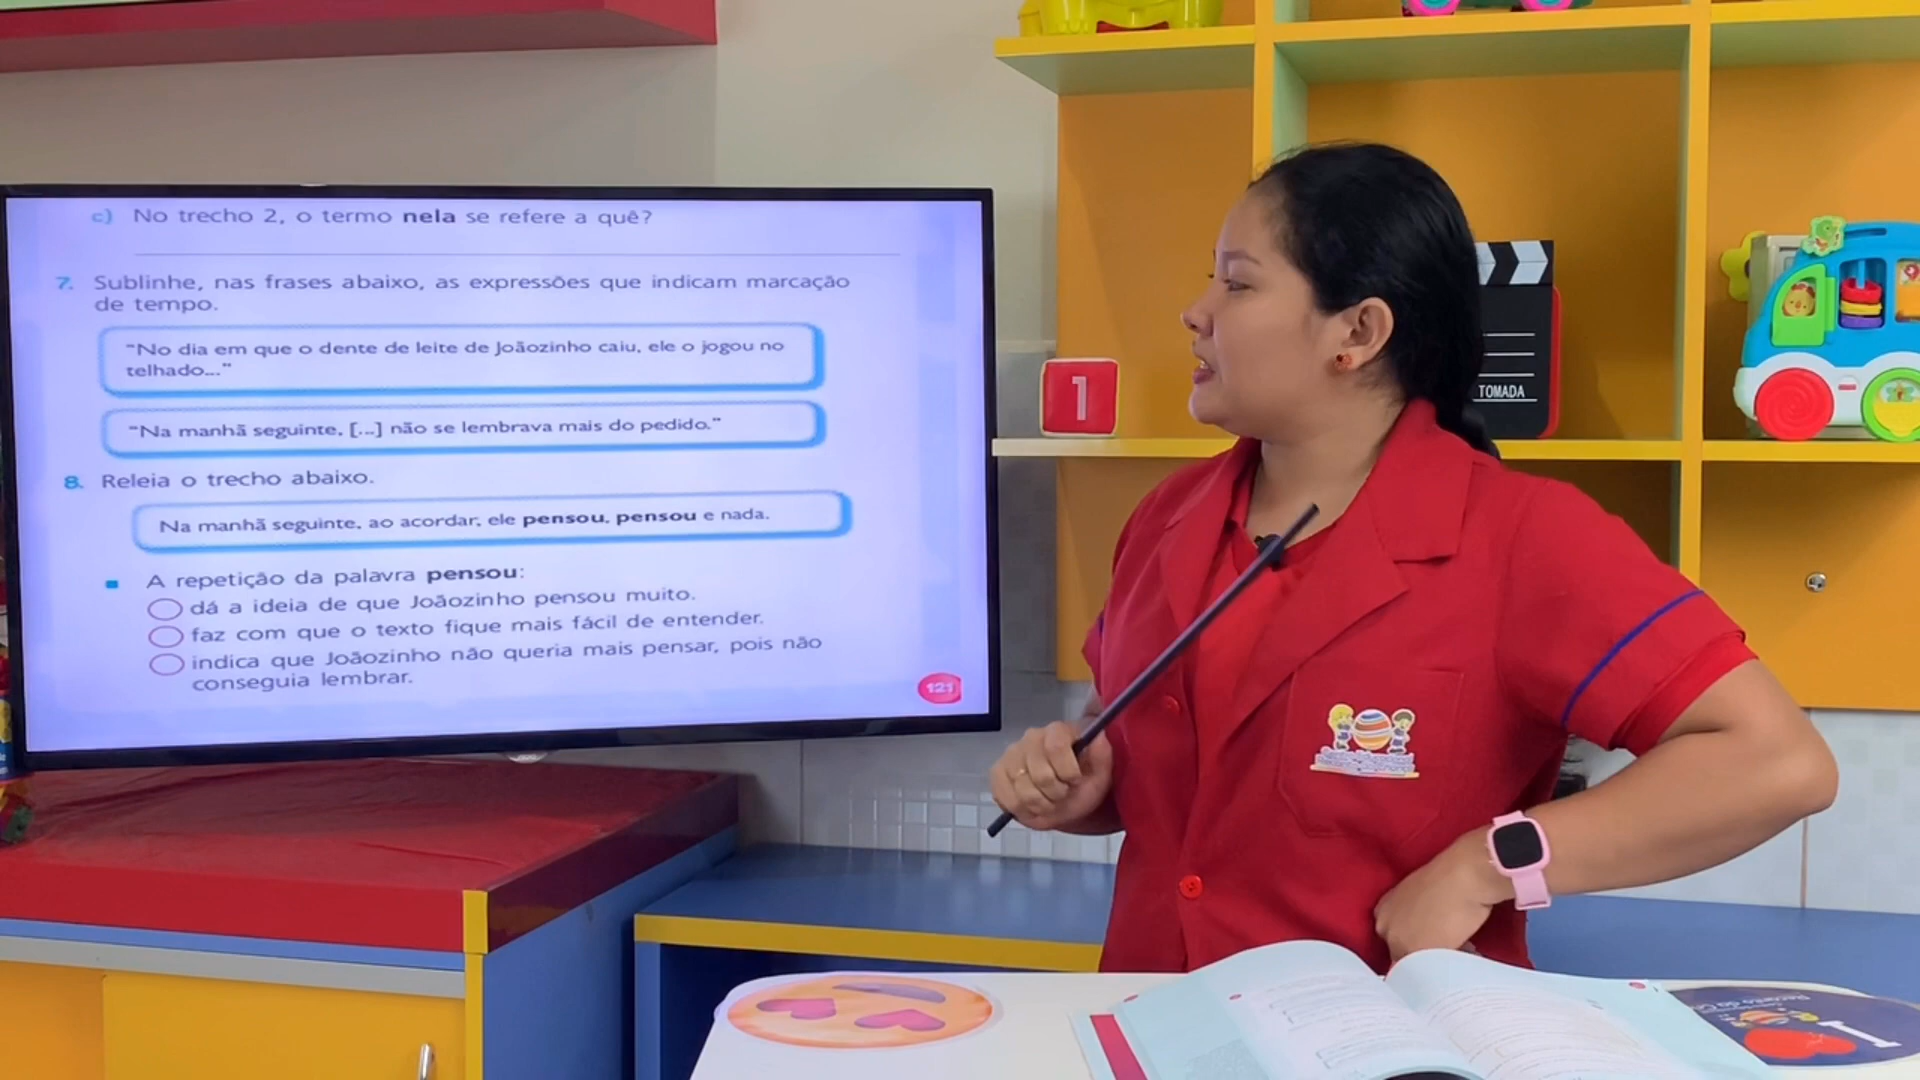 c) No trecho 2, o termo nela se refere a quê?
7. Sublinhe, nas frases abaixo, as expressões que indicam marcação
de tempo.
"No dia em que o dente de leite de Joãozinho caiu, ele o jogou no
telhado..."
"Na manhã seguinte, [...] não se lembrava mais do pedido."
8. Releia o trecho abaixo.
Na manhã seguinte, ao acordar, ele pensou, pensou e nada.
A repetição da palavra pensou:
dá a ideia de que Joãozinho pensou muito.
faz com que o texto fique mais fácil de entender.
indica que Joãozinho não queria mais pensar, pois não
conseguia lembrar.
121
1
TOMADA